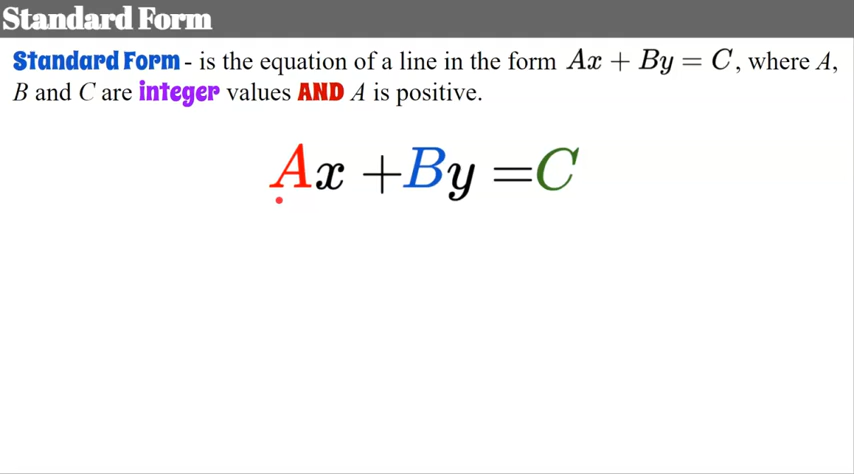 Standard Form
Standard Form - is the equation of a line in the form Ax + By = C, where A,
B and C are integer values AND A is positive.
Ax + By = C